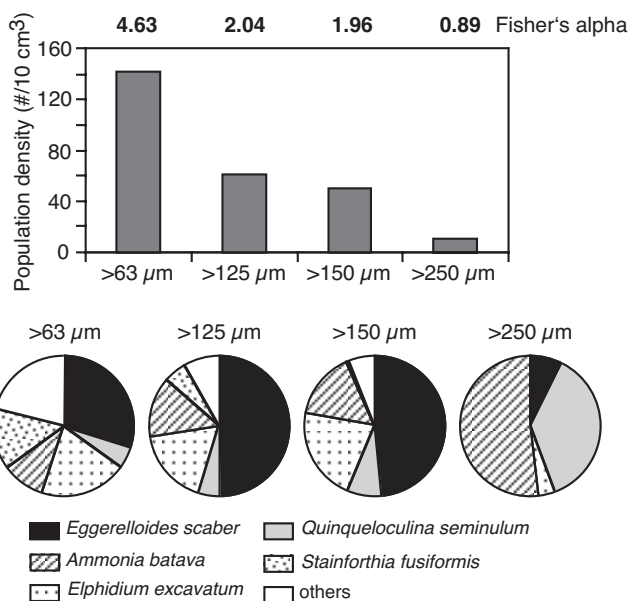 4.63 2.04 1.96 0.89 Fisher‘s alpha
Population density (#/10 cm3)
160
120
80
40
0
>63 µm >125 µm >150 µm >250 µm
>63 µm >125 µm >150 µm >250 µm
Eggerelloides scaber Quinqueloculina seminulum
Ammonia batava Stainforthia fusiformis
Elphidium excavatum others